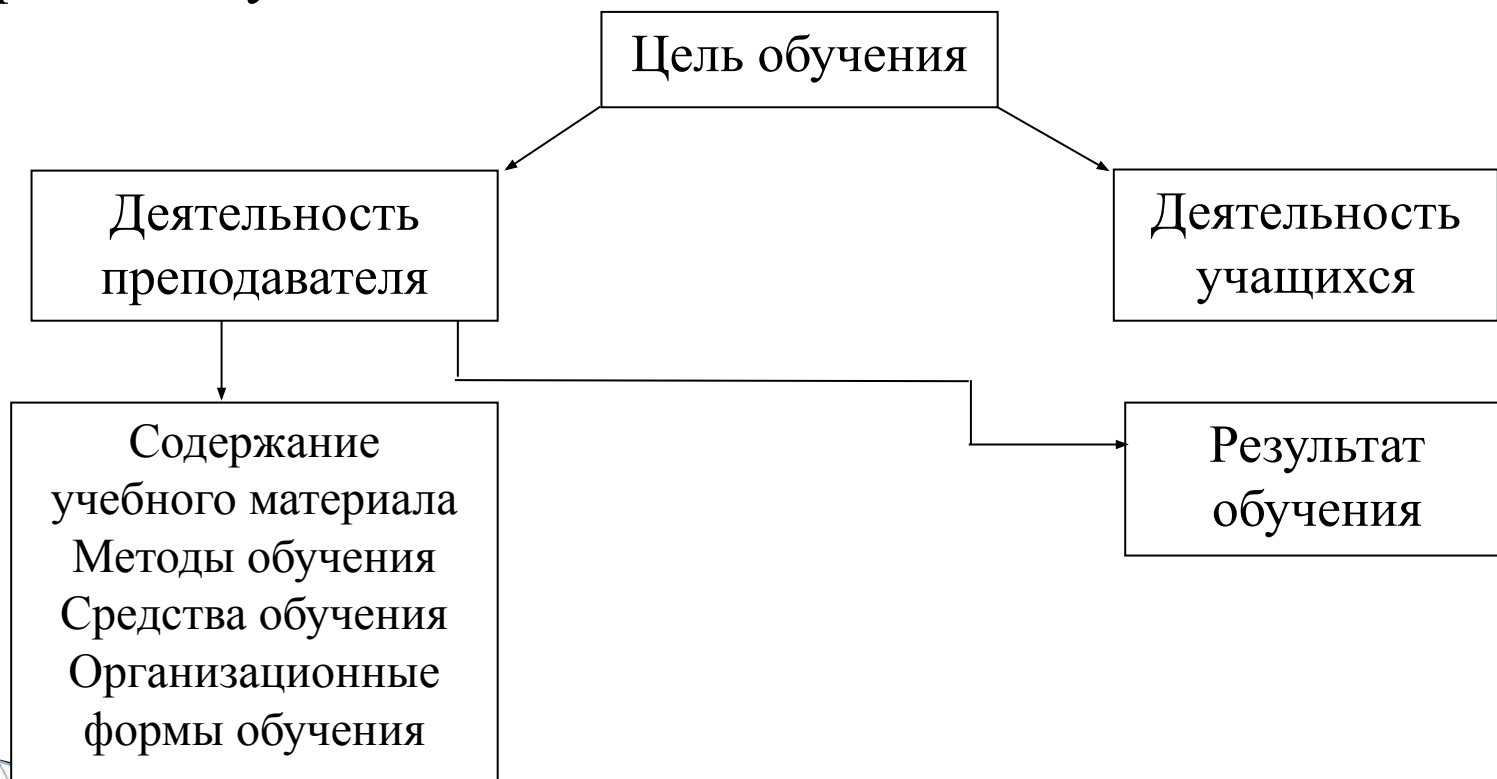 Цель обучения
Деятельность
преподавателя
Деятельность
учащихся
Содержание
учебного материала
Методы обучения
Средства обучения
Организационные
формы обучения
Результат
обучения